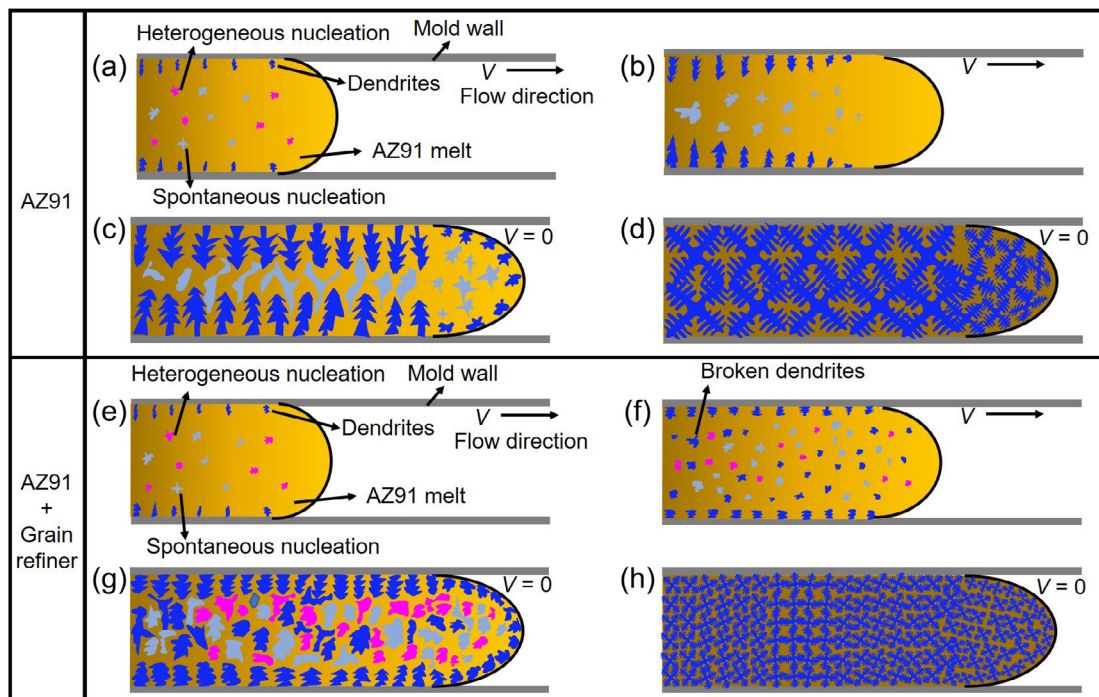 AZ91
Heterogeneous nucleation
Mold wall
(a)
V
Dendrites
Flow direction
AZ91 melt
Spontaneous nucleation
(b)
V
(c)
V = 0
(d)
V = 0
AZ91
+
Grain
refiner
Heterogeneous nucleation
Mold wall
(e)
V
Dendrites
Flow direction
AZ91 melt
Spontaneous nucleation
Broken dendrites
(f)
V
(g)
V = 0
(h)
V = 0